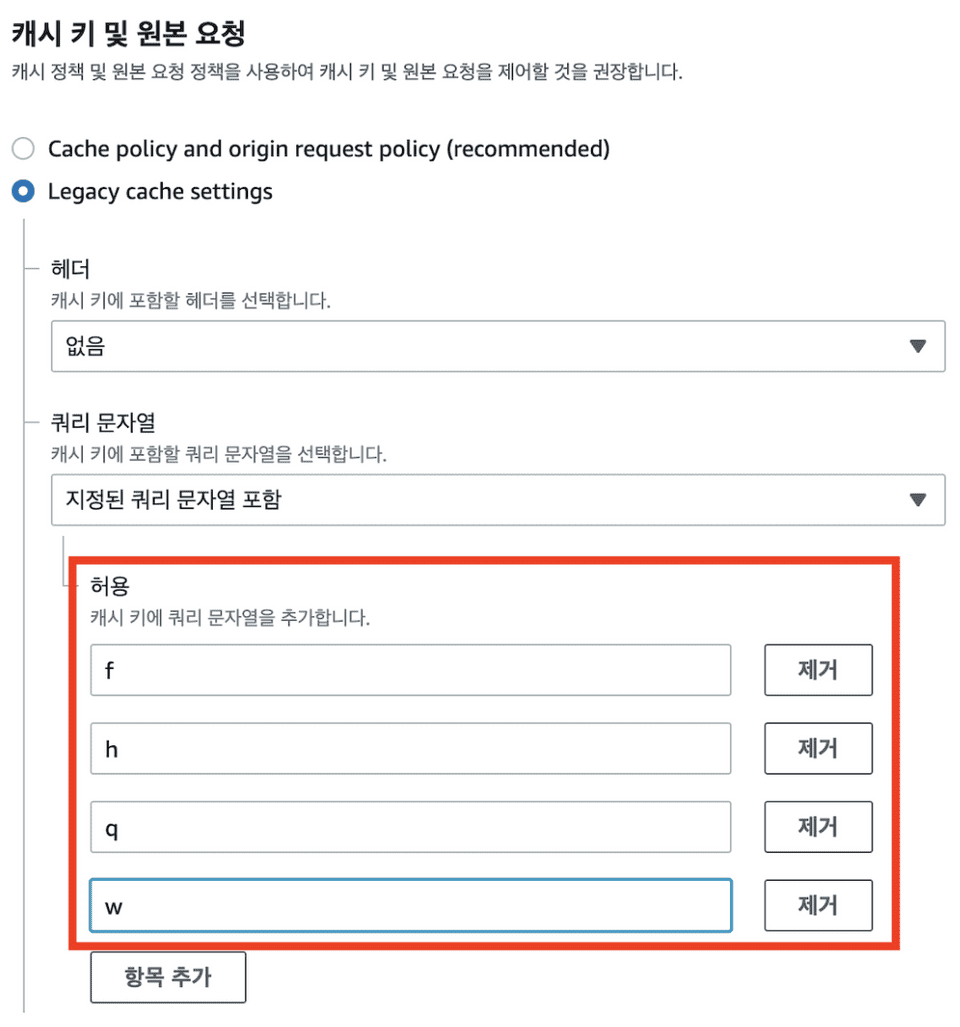 캐시 키 및 원본 요청
캐시 정책 및 원본 요청 정책을 사용하여 캐시 키 및 원본 요청을 제어할 것을 권장합니다.
Cache policy and origin request policy (recommended)
Legacy cache settings
헤더
캐시 키에 포함할 헤더를 선택합니다.
없음
쿼리 문자열
캐시 키에 포함할 쿼리 문자열을 선택합니다.
지정된 쿼리 문자열 포함
허용
캐시 키에 쿼리 문자열을 추가합니다.
f 제거
h 제거
q 제거
w 제거
항목 추가